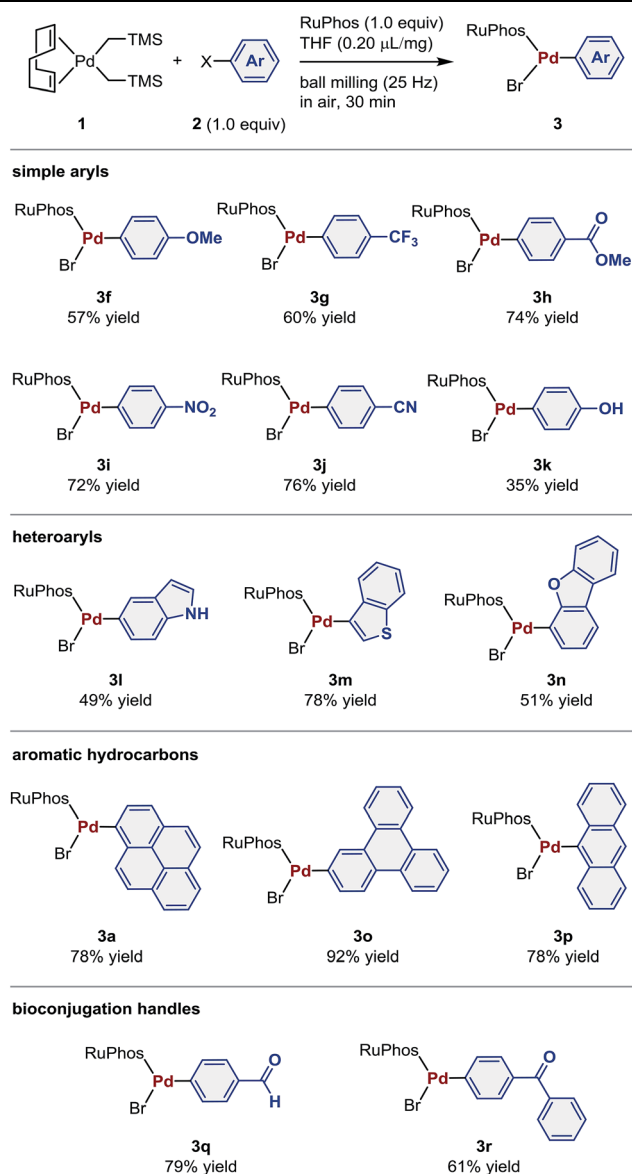 TMS
Pd
TMS
1
+
X
Ar
2 (1.0 equiv)
RuPhos (1.0 equiv)
THF (0.20 μL/mg)
ball milling (25 Hz)
in air, 30 min
RuPhos
Pd
Ar
Br
3
simple aryls
RuPhos
Pd
OMe
Br
3f
57% yield
RuPhos
Pd
CF3
Br
3g
60% yield
RuPhos
Pd
O
OMe
Br
3h
74% yield
RuPhos
Pd
NO2
Br
3i
72% yield
RuPhos
Pd
CN
Br
3j
76% yield
RuPhos
Pd
OH
Br
3k
35% yield
heteroaryls
RuPhos
Pd
NH
Br
3l
49% yield
RuPhos
Pd
S
Br
3m
78% yield
RuPhos
O
Pd
Br
3n
51% yield
aromatic hydrocarbons
RuPhos
Pd
Br
3a
78% yield
RuPhos
Pd
Br
3o
92% yield
RuPhos
Pd
Br
3p
78% yield
bioconjugation handles
RuPhos
Pd
O
H
Br
3q
79% yield
RuPhos
Pd
O
Br
3r
61% yield